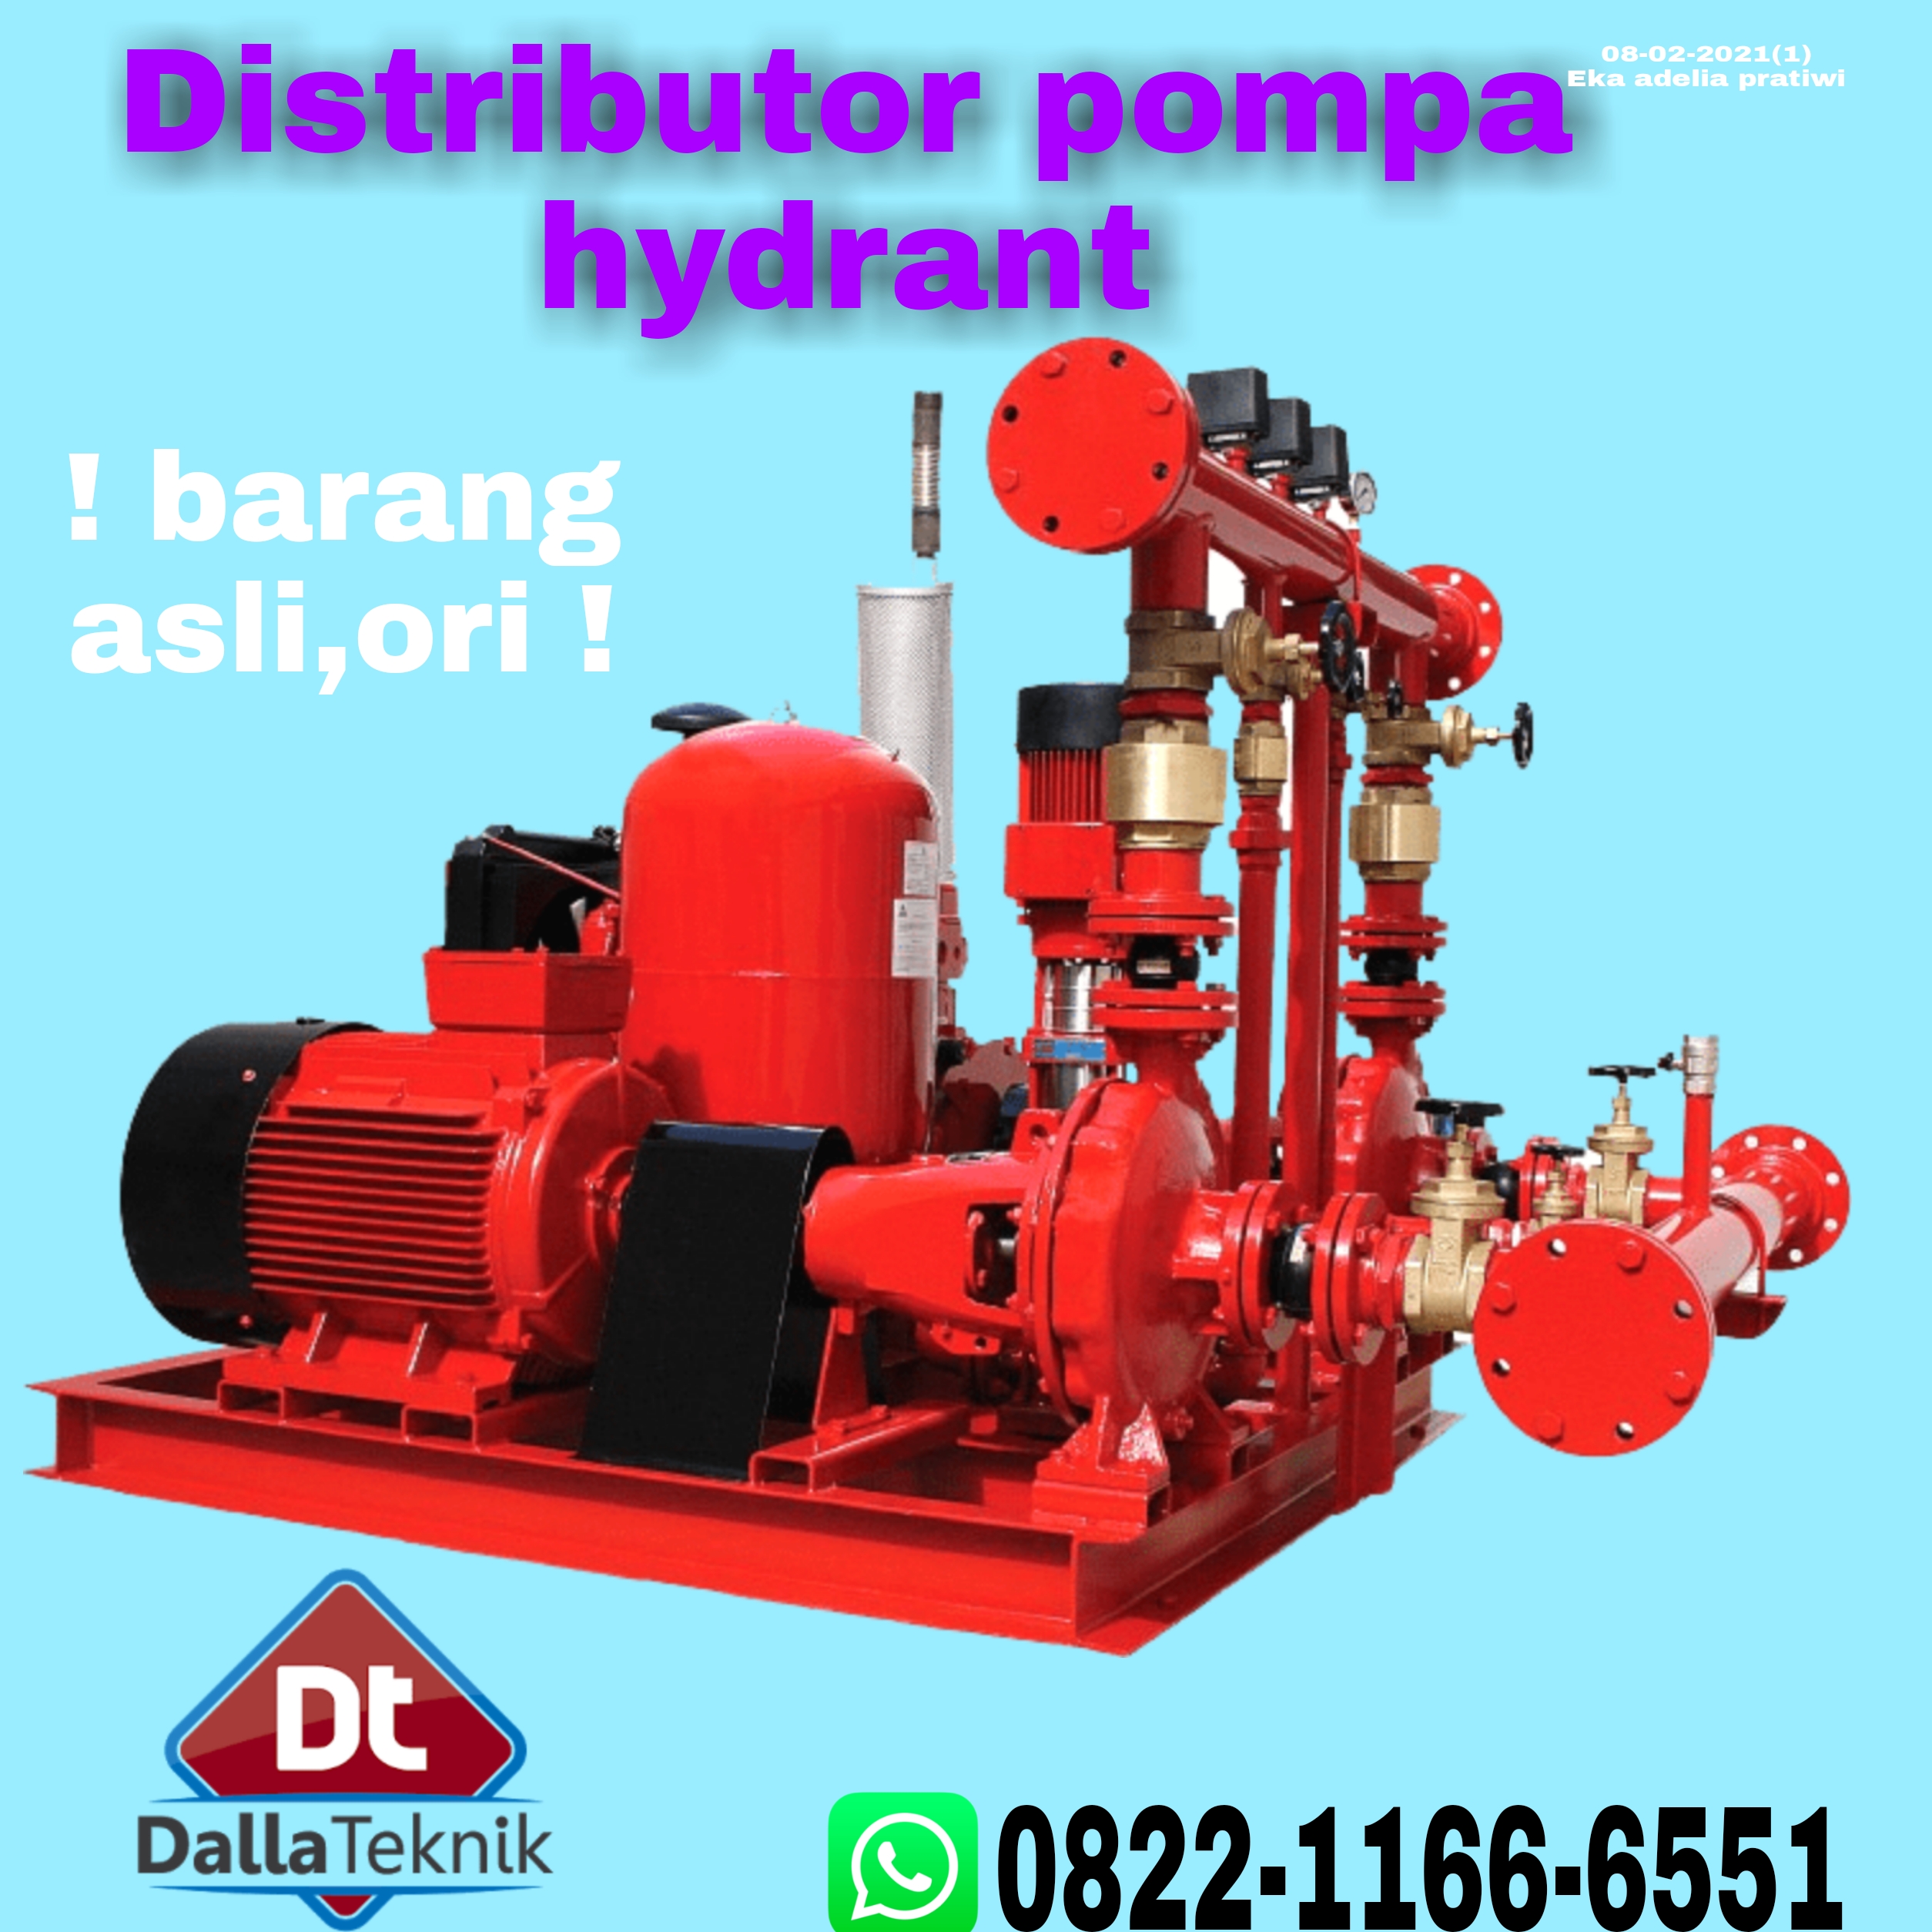 Distributor pompa
hydrant
08-02-2021(1)
Eka adelia pratiwi
! barang
asli,ori !
Dt
DallaTeknik
0822-1166-6551